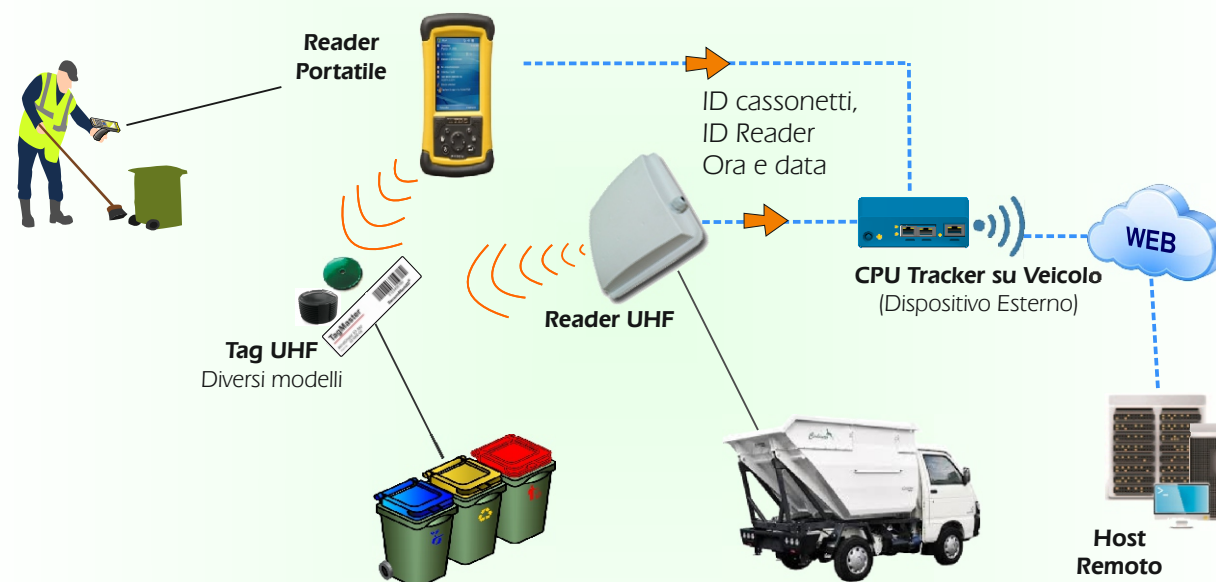 Reader
Portatile
ID cassonetti,
ID Reader
Ora e data
WEB
CPU Tracker su Veicolo
(Dispositivo Esterno)
Reader UHF
TagMaster
Tag UHF
Diversi modelli
Host
Remoto